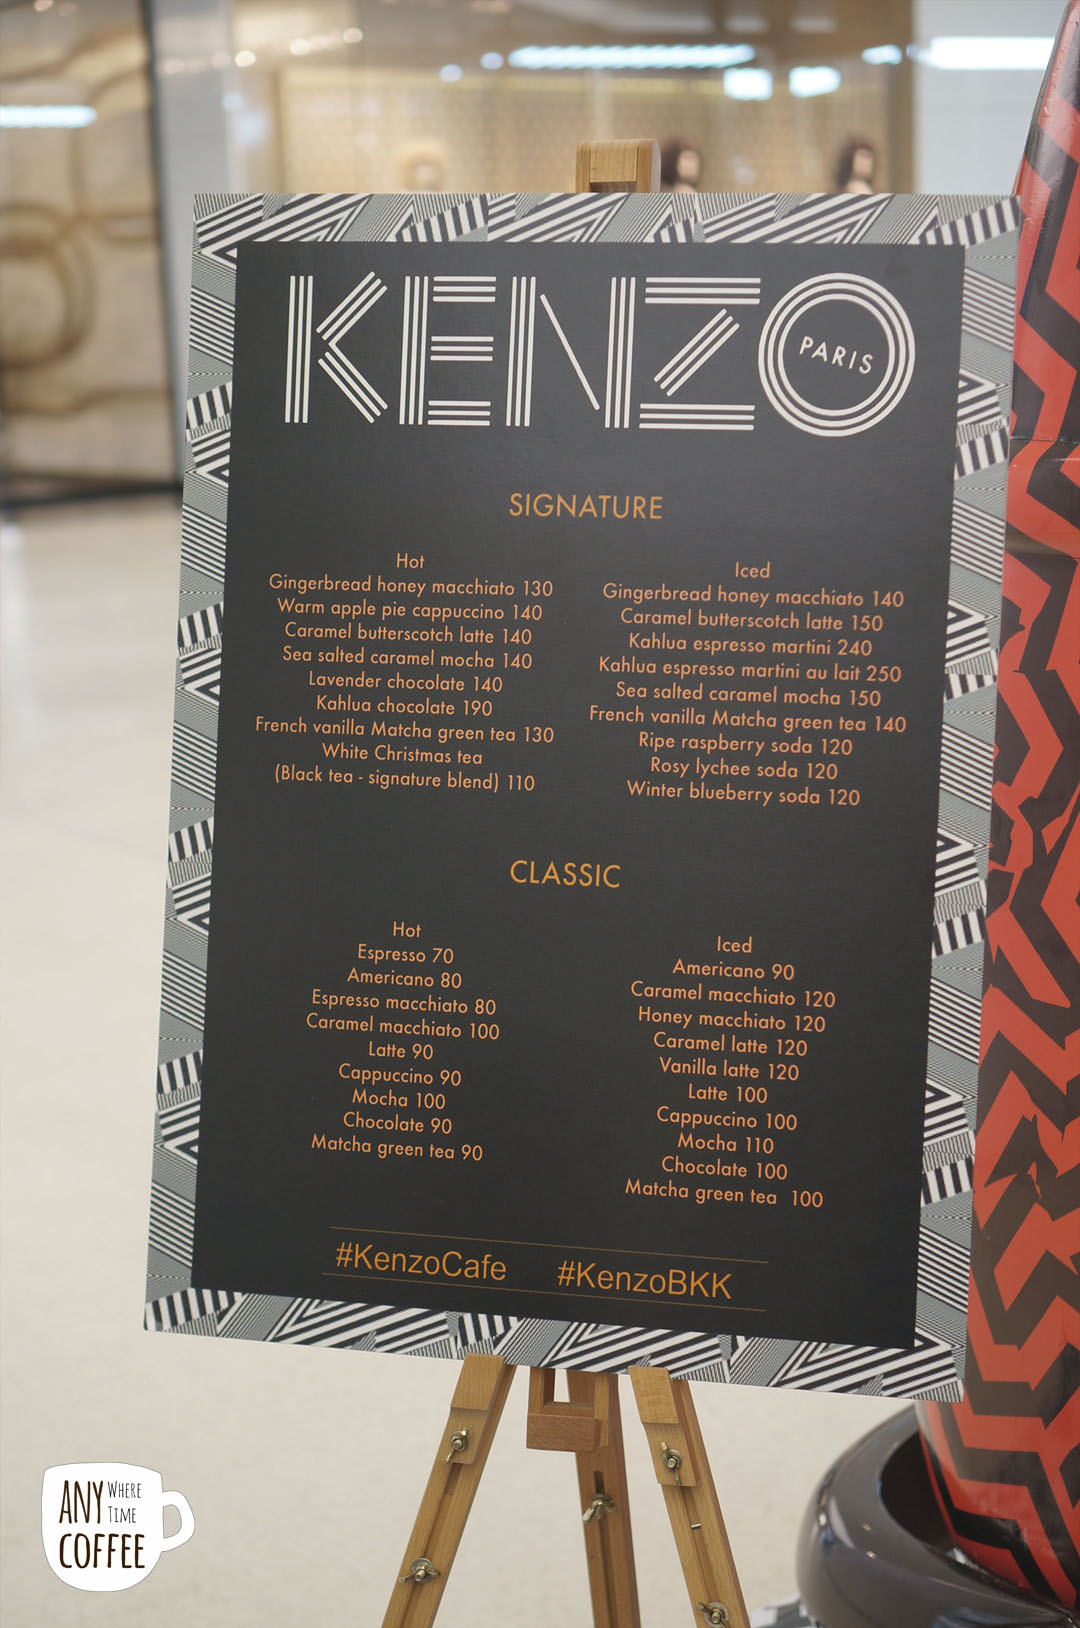 KENZO
PARIS
SIGNATURE
Hot
Gingerbread honey macchiato 130
Warm apple pie cappuccino 140
Caramel butterscotch latte 140
Sea salted caramel mocha 140
Lavender chocolate 140
Kahlua chocolate 190
French vanilla Matcha green tea 130
White Christmas tea
(Black tea - signature blend) 110
Iced
Gingerbread honey macchiato 140
Caramel butterscotch latte 150
Kahlua espresso martini 240
Kahlua espresso martini au lait 250
Sea salted caramel mocha 150
French vanilla Matcha green tea 140
Ripe raspberry soda 120
Rosy lychee soda 120
Winter blueberry soda 120
CLASSIC
Hot
Espresso 70
Americano 80
Espresso macchiato 80
Caramel macchiato 100
Latte 90
Cappuccino 90
Mocha 100
Chocolate 90
Matcha green tea 90
Iced
Americano 90
Caramel macchiato 120
Honey macchiato 120
Caramel latte 120
Vanilla latte 120
Latte 100
Cappuccino 100
Mocha 110
Chocolate 100
Matcha green tea 100
#KenzoCafe #KenzoBKK
ANY WHERE
TIME
COFFEE